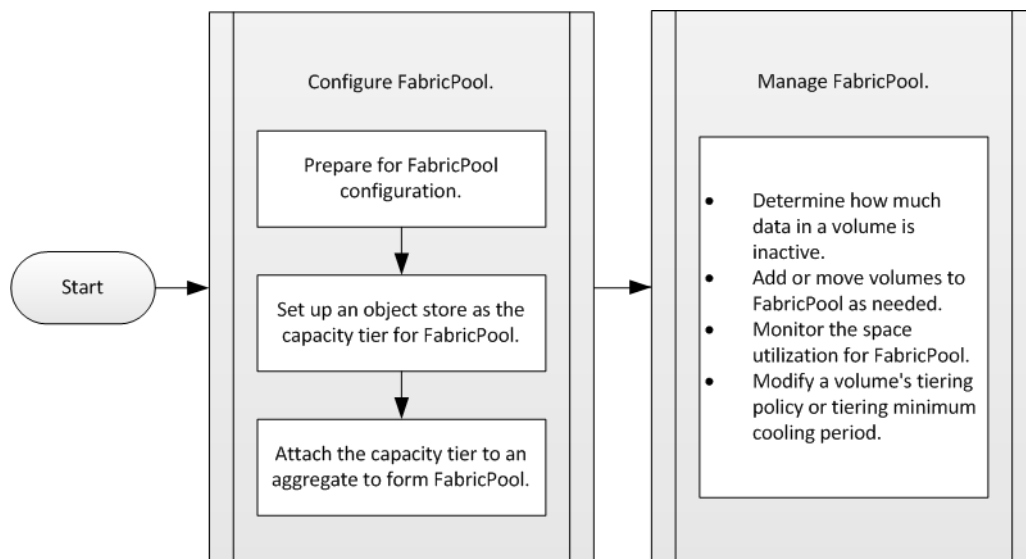 Start
Configure FabricPool.
Prepare for FabricPool
configuration.
Set up an object store as the
capacity tier for FabricPool.
Attach the capacity tier to an
aggregate to form FabricPool.
Manage FabricPool.
• Determine how much
data in a volume is
inactive.
• Add or move volumes to
FabricPool as needed.
• Monitor the space
utilization for FabricPool.
• Modify a volume's tiering
policy or tiering minimum
cooling period.